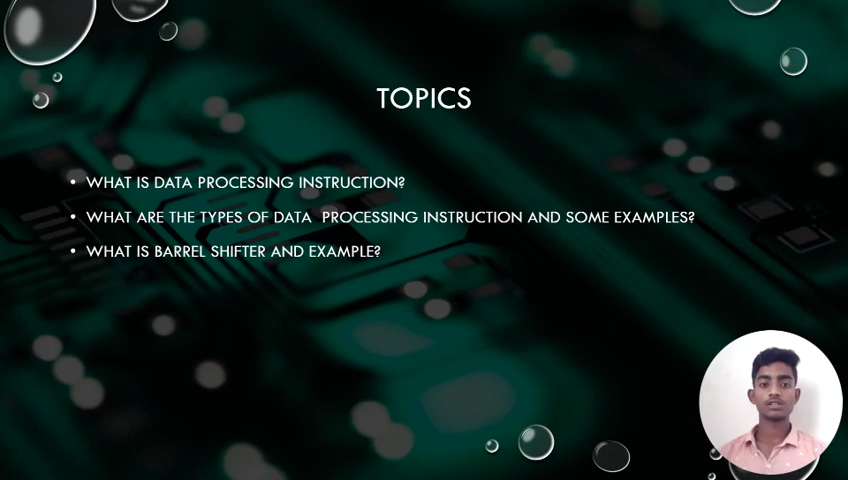 TOPICS
• WHAT IS DATA PROCESSING INSTRUCTION?
• WHAT ARE THE TYPES OF DATA  PROCESSING INSTRUCTION AND SOME EXAMPLES?
• WHAT IS BARREL SHIFTER AND EXAMPLE?